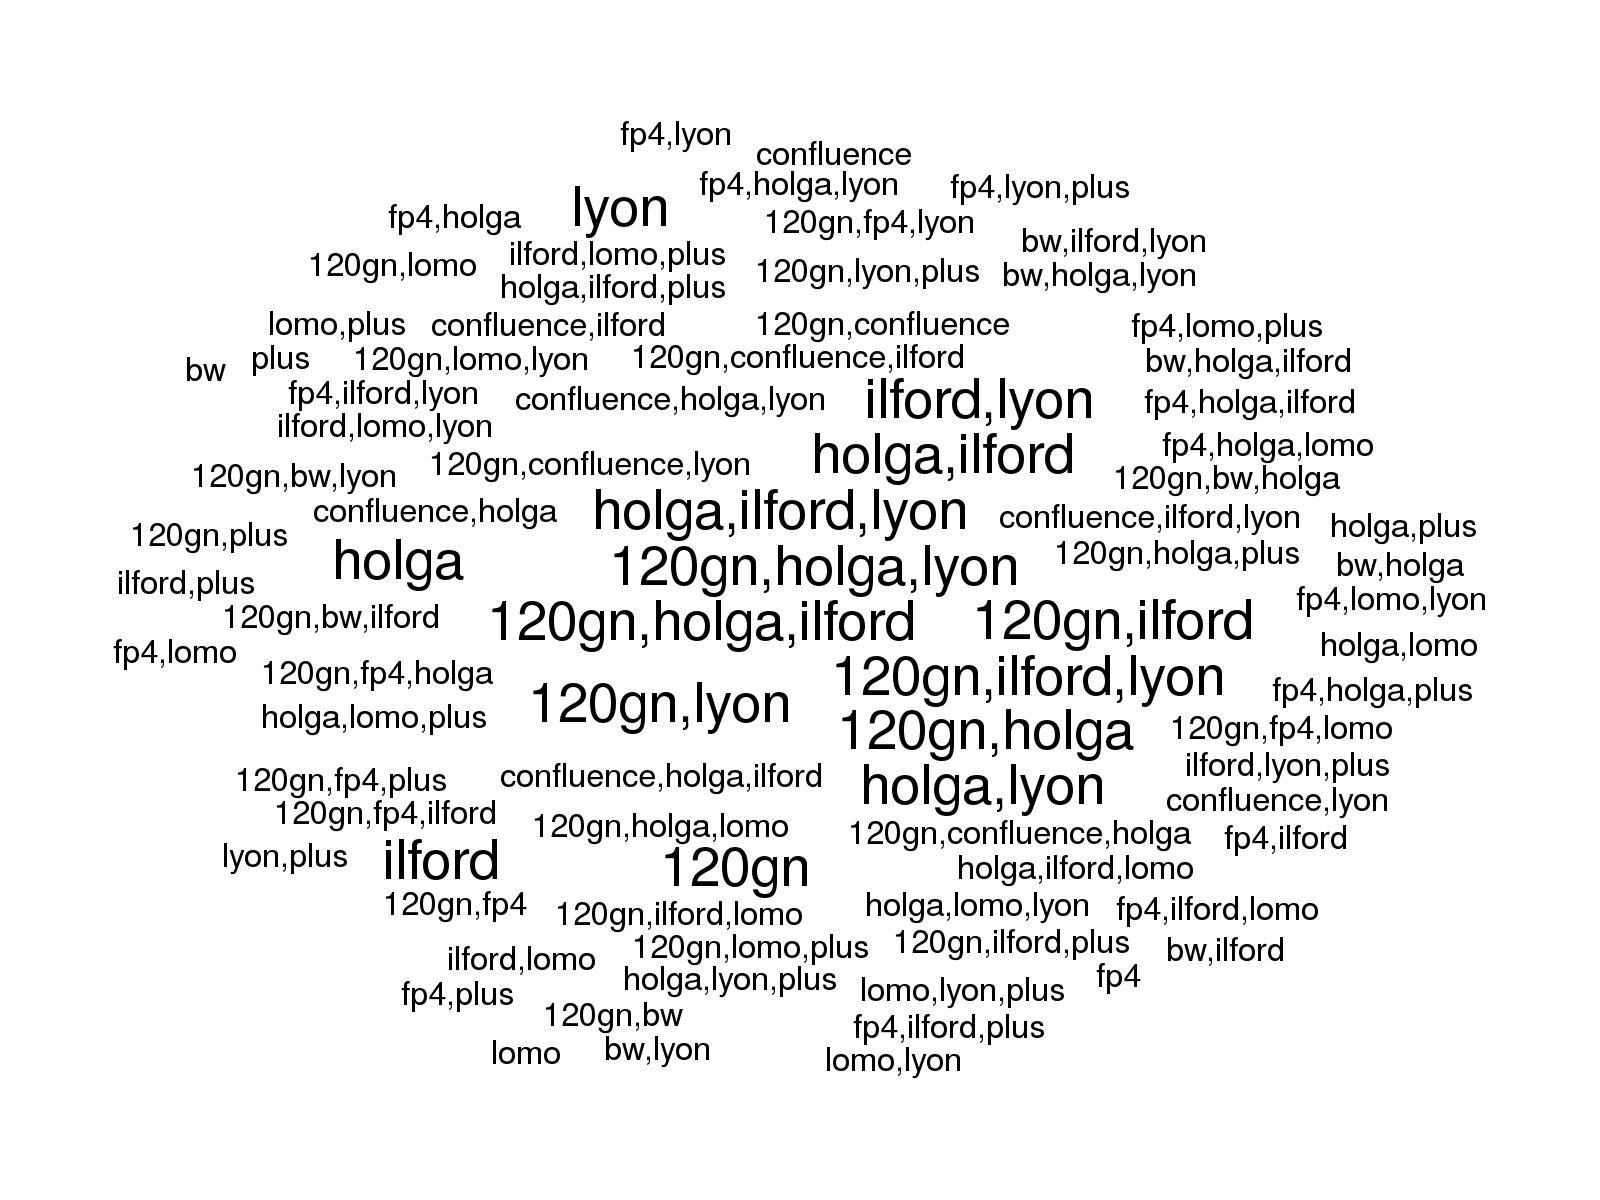 fp4,lyon
confluence
fp4,holga,lyon
fp4,lyon,plus
lyon
fp4,holga
120gn,fp4,lyon
bw,ilford,lyon
ilford,lomo,plus
120gn,lomo
120gn,lyon,plus
bw,holga,lyon
holga,ilford,plus
lomo,plus
confluence,ilford
120gn,confluence
fp4,lomo,plus
bw
plus
120gn,lomo,lyon
120gn,confluence,ilford
bw,holga,ilford
fp4,ilford,lyon
confluence,holga,lyon
ilford,lyon
fp4,holga,ilford
ilford,lomo,lyon
holga,ilford
fp4,holga,lomo
120gn,bw,lyon
120gn,confluence,lyon
120gn,bw,holga
confluence,holga
holga,ilford,lyon
confluence,ilford,lyon
holga,plus
120gn,plus
holga
120gn,holga,lyon
120gn,holga,plus
bw,holga
ilford,plus
fp4,lomo,lyon
120gn,bw,ilford
120gn,holga,ilford
120gn,ilford
holga,lomo
fp4,lomo
120gn,fp4,holga
120gn,ilford,lyon
fp4,holga,plus
holga,lomo,plus
120gn,lyon
120gn,holga
120gn,fp4,lomo
120gn,fp4,plus
confluence,holga,ilford
holga,lyon
ilford,lyon,plus
confluence,lyon
120gn,fp4,ilford
120gn,holga,lomo
120gn,confluence,holga
fp4,ilford
lyon,plus
ilford
120gn
holga,ilford,lomo
120gn,fp4
120gn,ilford,lomo
holga,lomo,lyon
fp4,ilford,lomo
ilford,lomo
120gn,lomo,plus
120gn,ilford,plus
bw,ilford
holga,lyon,plus
fp4
fp4,plus
lomo,lyon,plus
120gn,bw
fp4,ilford,plus
lomo
bw,lyon
lomo,lyon